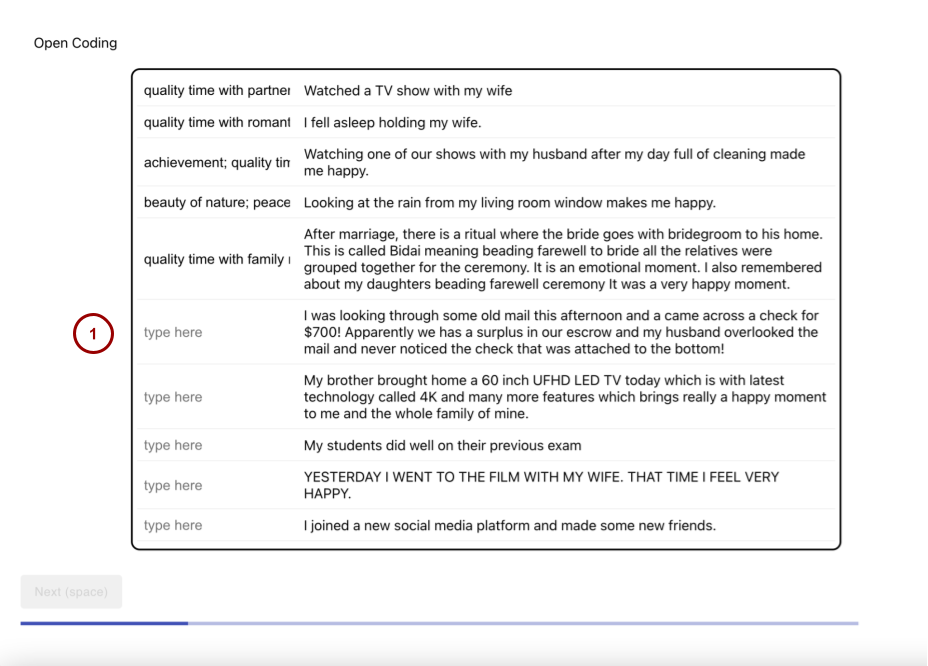 Open Coding
quality time with partner Watched a TV show with my wife
quality time with romant I fell asleep holding my wife.
achievement; quality tim Watching one of our shows with my husband after my day full of cleaning made
me happy.
beauty of nature; peace Looking at the rain from my living room window makes me happy.
quality time with family After marriage, there is a ritual where the bride goes with bridegroom to his home.
This is called Bidai meaning beading farewell to bride all the relatives were
grouped together for the ceremony. It is an emotional moment. I also remembered
about my daughters beading farewell ceremony It was a very happy moment.
1
type here I was looking through some old mail this afternoon and a came across a check for
$700! Apparently we has a surplus in our escrow and my husband overlooked the
mail and never noticed the check that was attached to the bottom!
type here My brother brought home a 60 inch UFHD LED TV today which is with latest
technology called 4K and many more features which brings really a happy moment
to me and the whole family of mine.
type here My students did well on their previous exam
type here YESTERDAY I WENT TO THE FILM WITH MY WIFE. THAT TIME I FEEL VERY
HAPPY.
type here I joined a new social media platform and made some new friends.
Next (space)